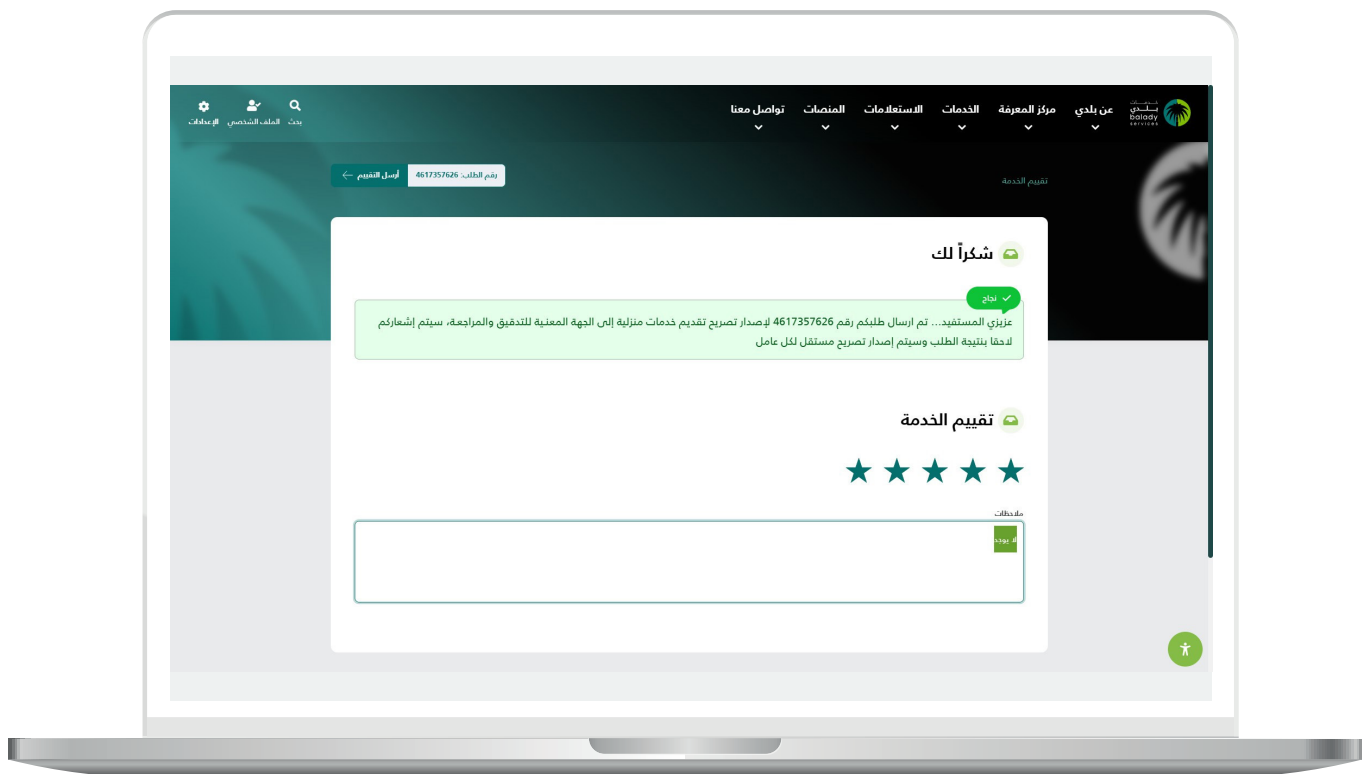 خدمات
بلدي
balady
services
عن بلدي
مركز المعرفة
الخدمات
الاستعلامات
المنصات
تواصل معنا
بحث
الملف الشخصي
الإعدادات
تقييم الخدمة
رقم الطلب: 4617357626
أرسل التقييم
شكراً لك
نجاح
عزيزي المستفيد... تم ارسال طلبكم رقم 4617357626 لإصدار تصريح تقديم خدمات منزلية إلى الجهة المعنية للتدقيق والمراجعة، سيتم إشعاركم
لاحقا بنتيجة الطلب وسيتم إصدار تصريح مستقل لكل عامل
تقييم الخدمة
ملاحظات
لا يوجد